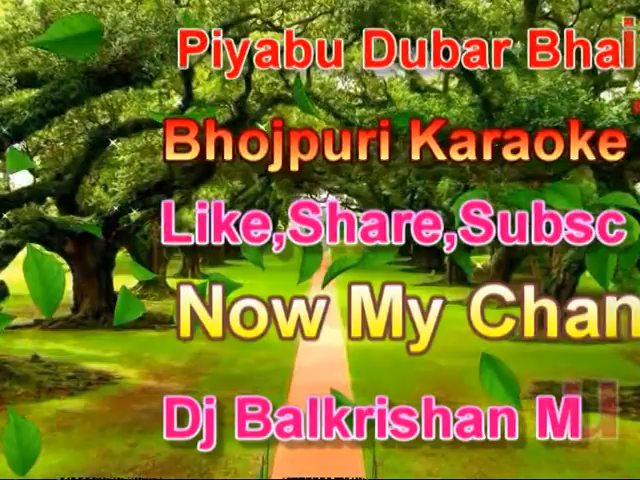 Piyabu Dubar Bhai
Bhojpuri Karaoke
Like,Share,Subsc
Now My Chan
Dj Balkrishan M u